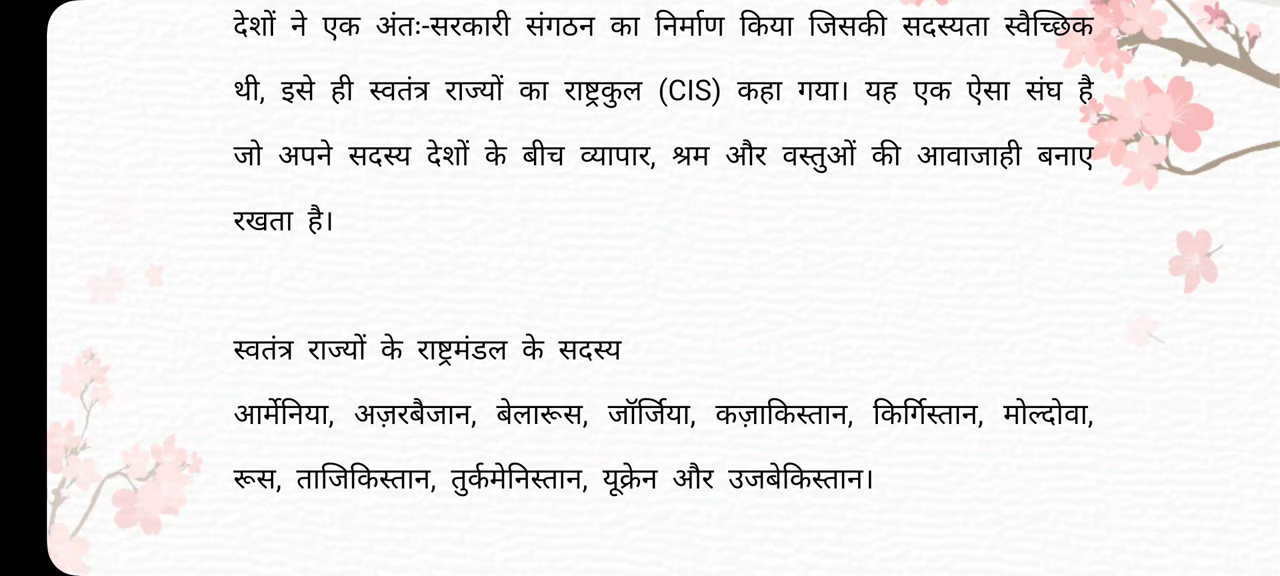 देशों ने एक अंतः-सरकारी संगठन का निर्माण किया जिसकी सदस्यता स्वैच्छिक
थी, इसे ही स्वतंत्र राज्यों का राष्ट्रकुल (CIS) कहा गया। यह एक ऐसा संघ है
जो अपने सदस्य देशों के बीच व्यापार, श्रम और वस्तुओं की आवाजाही बनाए
रखता है।
स्वतंत्र राज्यों के राष्ट्रमंडल के सदस्य
आर्मेनिया, अज़रबैजान, बेलारूस, जॉर्जिया, कज़ाकिस्तान, किर्गिस्तान, मोल्दोवा,
रूस, ताजिकिस्तान, तुर्कमेनिस्तान, यूक्रेन और उजबेकिस्तान।